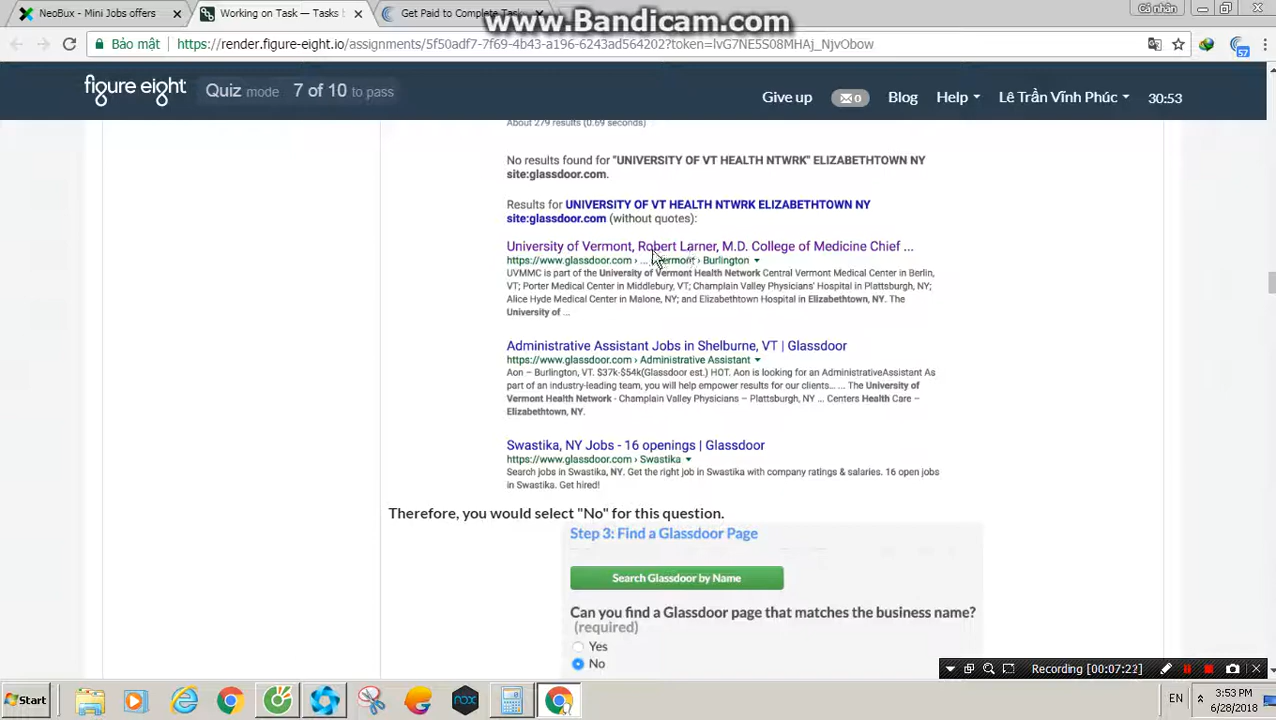 www.Bandicam.com
NeoBux - Mini Jobs offers
Working on Task — Tasks
Get Paid to Complete Ta
Cá nhân
Bảo mật
https://render.figure-eight.io/assignments/5f50adf7-7f69-4b43-a196-6243ad564202?token=lvG7NE5S08MHAj_NjvObow
57
figure eight
Quiz mode 7 of 10 to pass
Give up
0
Blog
Help
Lê Trần Vĩnh Phúc
30:53
About 279 results (0.69 seconds)
No results found for "UNIVERSITY OF VT HEALTH NTWRK" ELIZABETHTOWN NY
site:glassdoor.com.
Results for UNIVERSITY OF VT HEALTH NTWRK ELIZABETHTOWN NY
site:glassdoor.com (without quotes):
University of Vermont, Robert Larner, M.D. College of Medicine Chief ...
https://www.glassdoor.com › ... Vermont › Burlington
UVMMC is part of the University of Vermont Health Network Central Vermont Medical Center in Berlin,
VT; Porter Medical Center in Middlebury, VT; Champlain Valley Physicians' Hospital in Plattsburgh, NY;
Alice Hyde Medical Center in Malone, NY; and Elizabethtown Hospital in Elizabethtown, NY. The
University of ...
Administrative Assistant Jobs in Shelburne, VT | Glassdoor
https://www.glassdoor.com › Administrative Assistant
Aon – Burlington, VT. $37k-$54k(Glassdoor est.) HOT. Aon is looking for an AdministrativeAssistant As
part of an industry-leading team, you will help empower results for our clients... ... The University of
Vermont Health Network - Champlain Valley Physicians – Plattsburgh, NY ... Centers Health Care –
Elizabethtown, NY.
Swastika, NY Jobs - 16 openings | Glassdoor
https://www.glassdoor.com › Swastika
Search jobs in Swastika, NY. Get the right job in Swastika with company ratings & salaries. 16 open jobs
in Swastika. Get hired!
Therefore, you would select "No" for this question.
Step 3: Find a Glassdoor Page
Search Glassdoor by Name
Can you find a Glassdoor page that matches the business name?
(required)
Yes
No
Recording [00:07:22]
Start
nox
EN
3:53 PM
6/28/2018